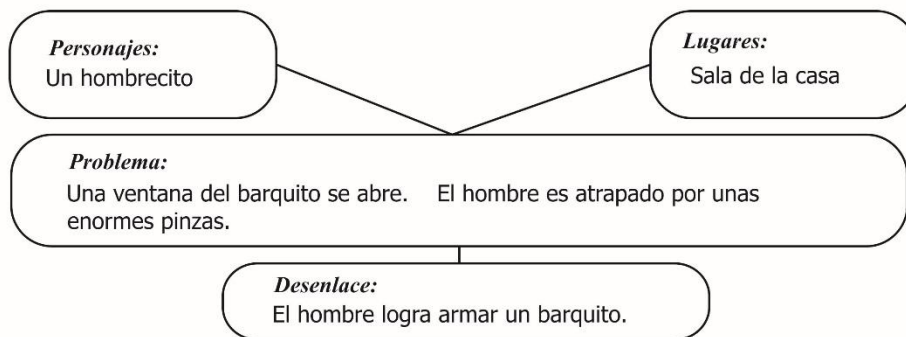 Personajes:
Un hombrecito
Lugares:
Sala de la casa
Problema:
Una ventana del barquito se abre. El hombre es atrapado por unas
enormes pinzas.
Desenlace:
El hombre logra armar un barquito.